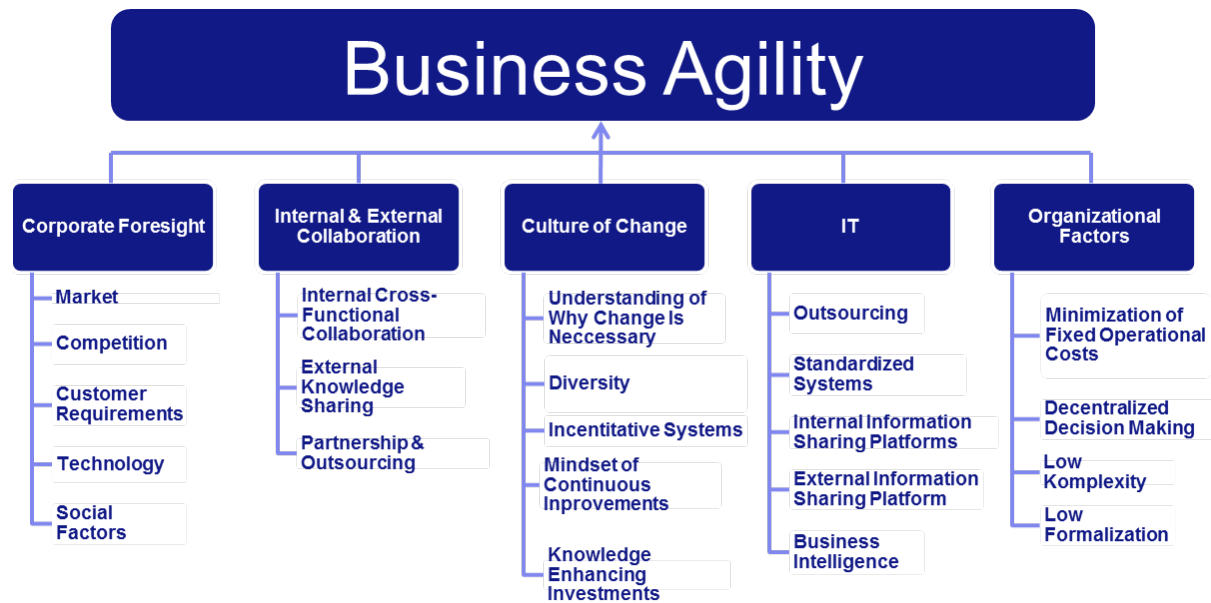 Business Agility
Corporate Foresight
Market
Competition
Customer
Requirements
Technology
Social
Factors
Internal & External
Collaboration
Internal Cross-
Functional
Collaboration
External
Knowledge
Sharing
Partnership &
Outsourcing
Culture of Change
Understanding of
Why Change Is
Neccessary
Diversity
Incentitative Systems
Mindset of
Continuous
Inprovements
Knowledge
Enhancing
Investments
IT
Outsourcing
Standardized
Systems
Internal Information
Sharing Platforms
External Information
Sharing Platform
Business
Intelligence
Organizational
Factors
Minimization of
Fixed Operational
Costs
Decentralized
Decision Making
Low
Komplexity
Low
Formalization